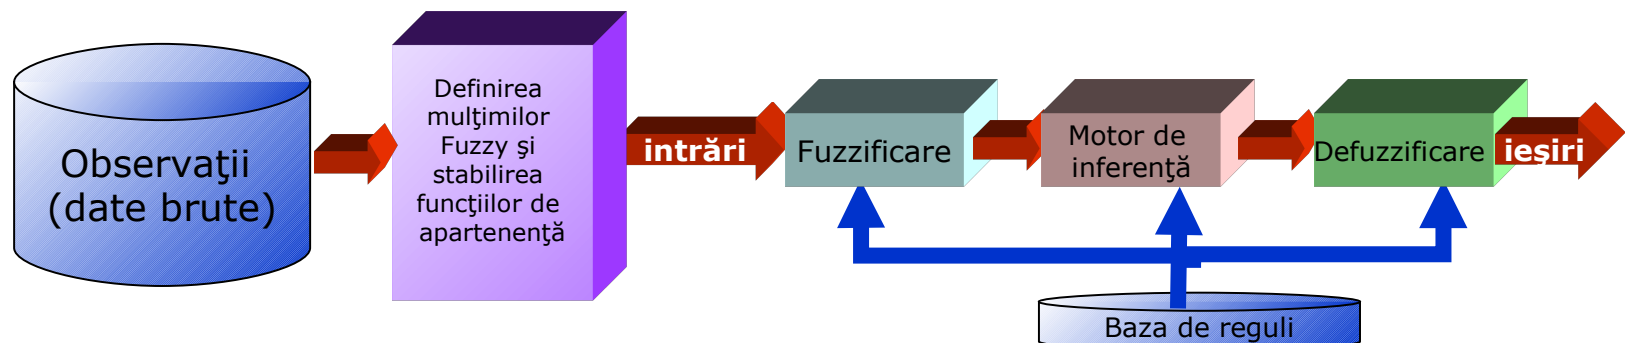 Observaţii
(date brute)
Definirea
mulţimilor
Fuzzy şi
stabilirea
funcţiilor de
apartenenţă
intrări
Fuzzificare
Motor de
inferenţă
Defuzzificare
ieşiri
Baza de reguli